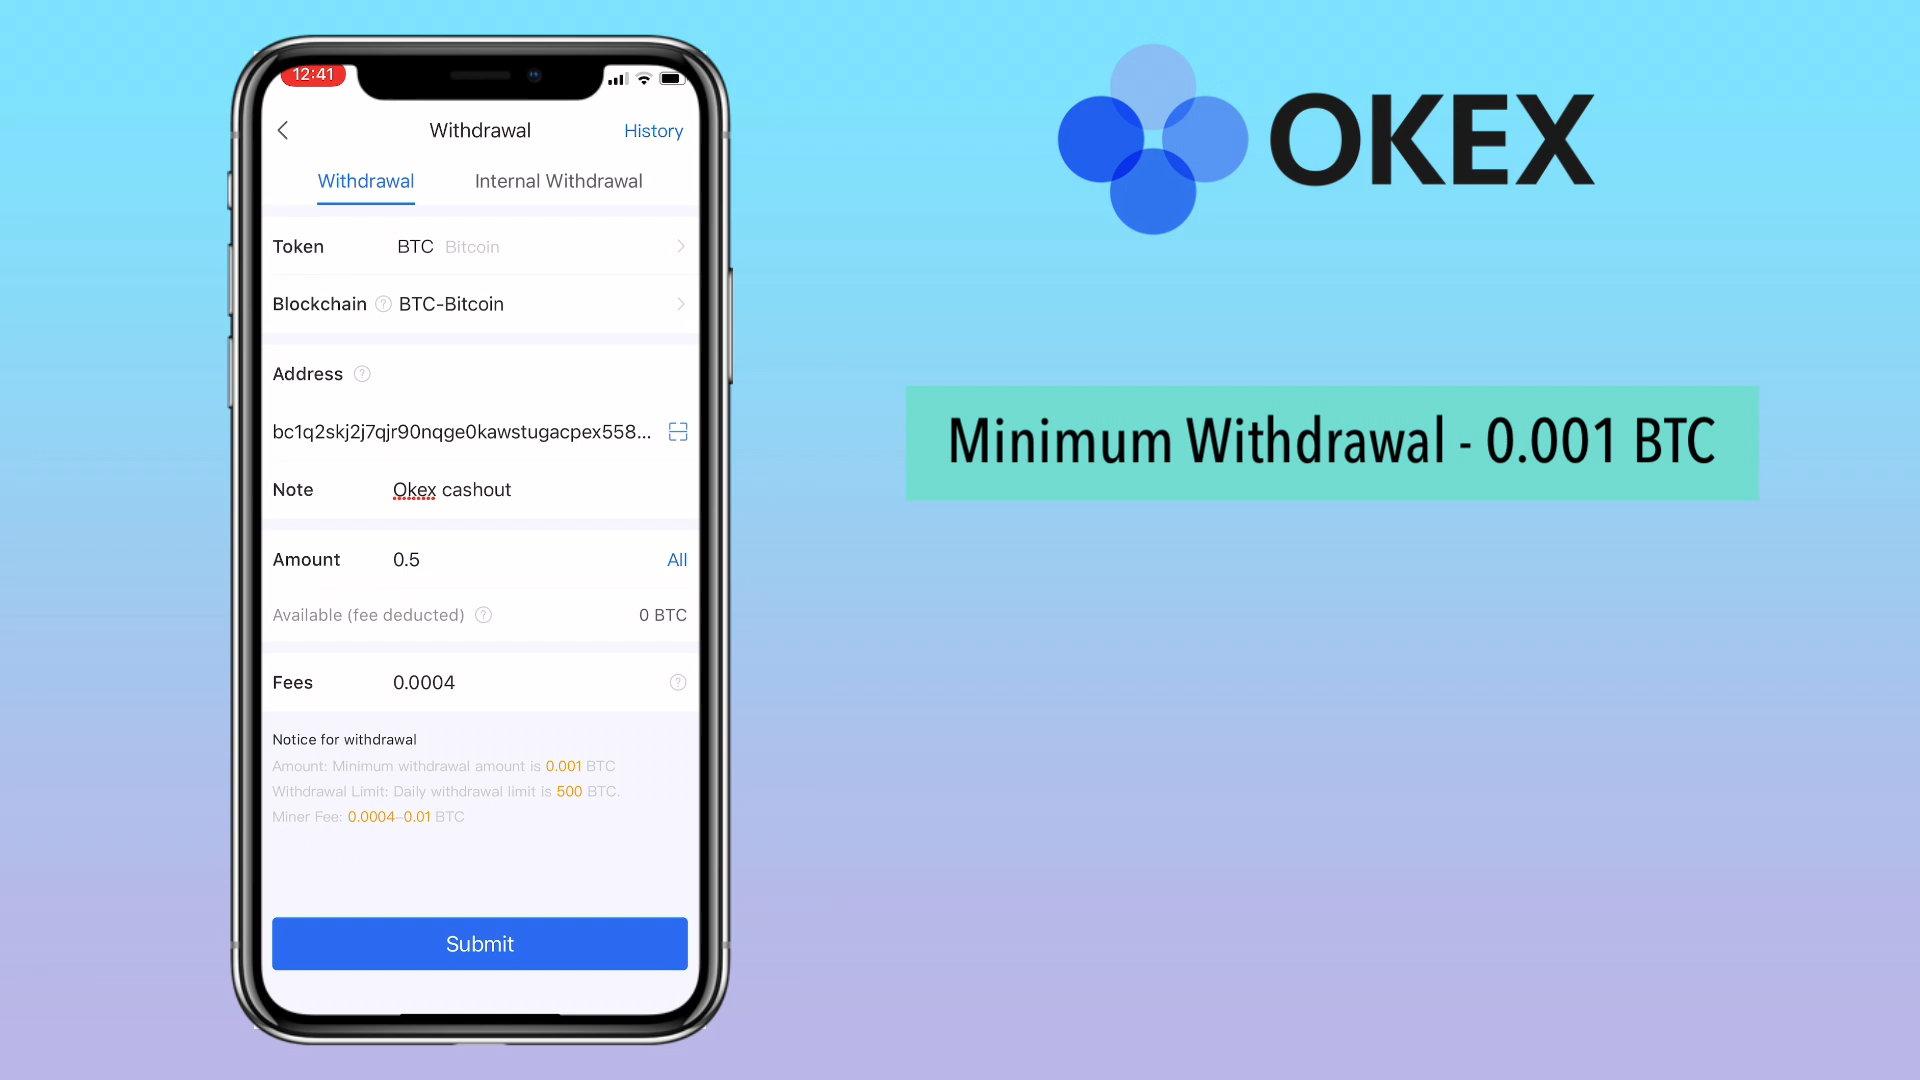 12:41
Withdrawal
History
Withdrawal
Internal Withdrawal
Token
BTC Bitcoin
Blockchain ? BTC-Bitcoin
Address ?
bc1q2skj2j7qjr90nqge0kawstugacpex558...
Note
Okex cashout
Amount
0.5
All
Available (fee deducted) ?
0 BTC
Fees
0.0004
?
Notice for withdrawal
Amount: Minimum withdrawal amount is 0.001 BTC
Withdrawal Limit: Daily withdrawal limit is 500 BTC.
Miner Fee: 0.0004–0.01 BTC
Submit
OKEX
Minimum Withdrawal - 0.001 BTC